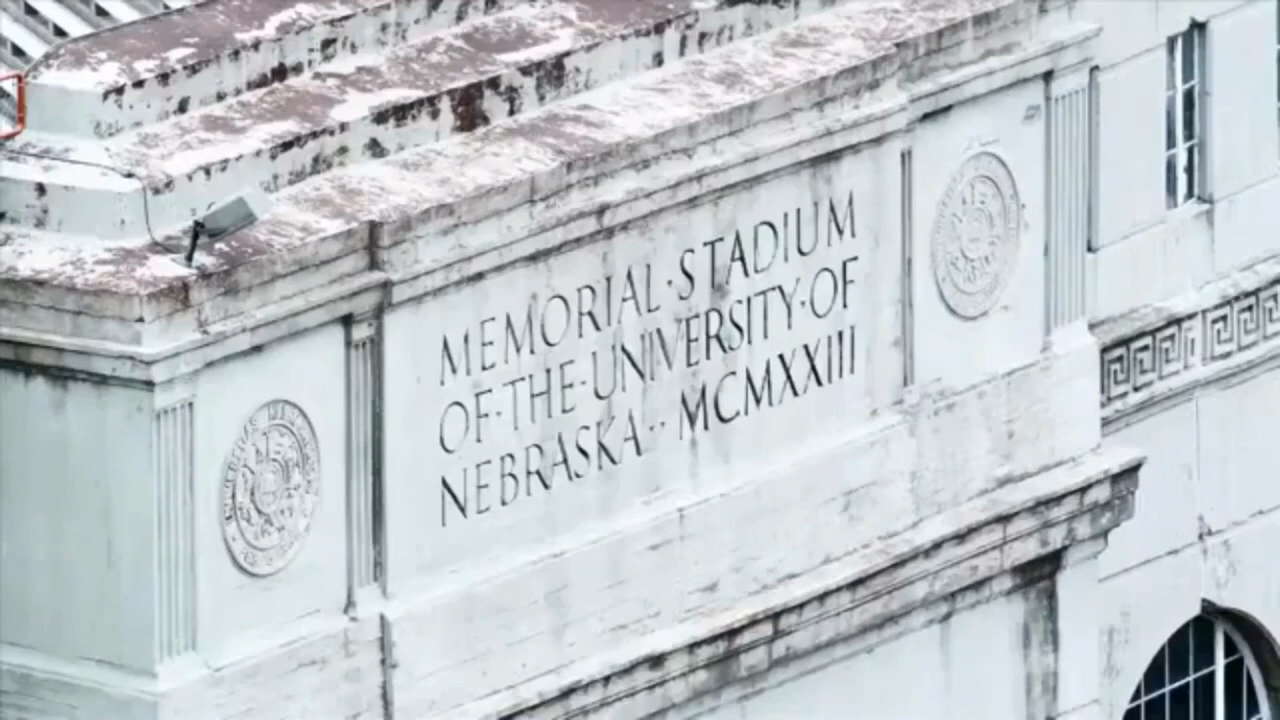 MEMORIAL·STADIUM
OF·THE·UNIVERSITY·OF
NEBRASKA·· MCMXXIII